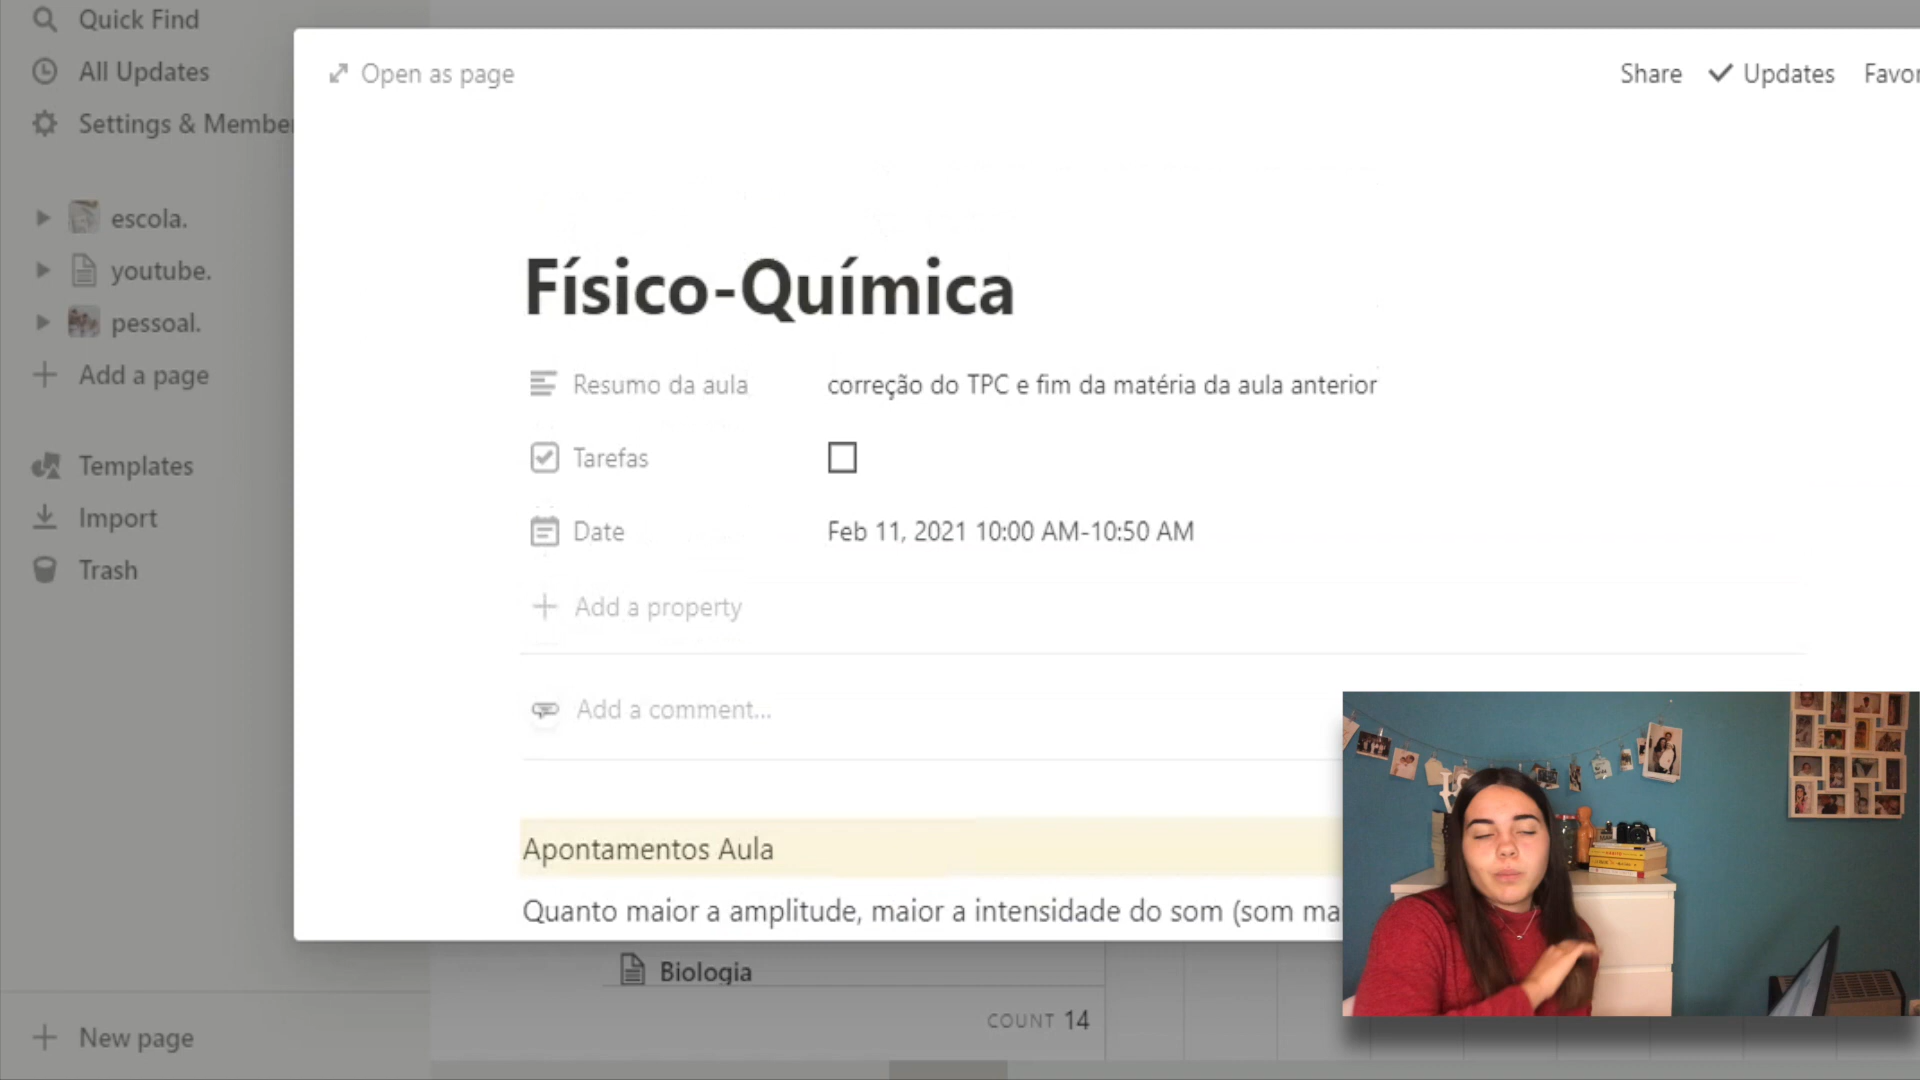 Quick Find
All Updates
Settings & Member
escola.
youtube.
pessoal.
Add a page
Templates
Import
Trash
New page
Open as page
Share
Updates
Favor
Físico-Química
Resumo da aula
correção do TPC e fim da matéria da aula anterior
Tarefas
Date
Feb 11, 2021 10:00 AM-10:50 AM
Add a property
Add a comment...
Apontamentos Aula
Quanto maior a amplitude, maior a intensidade do som (som ma
Biologia
COUNT 14